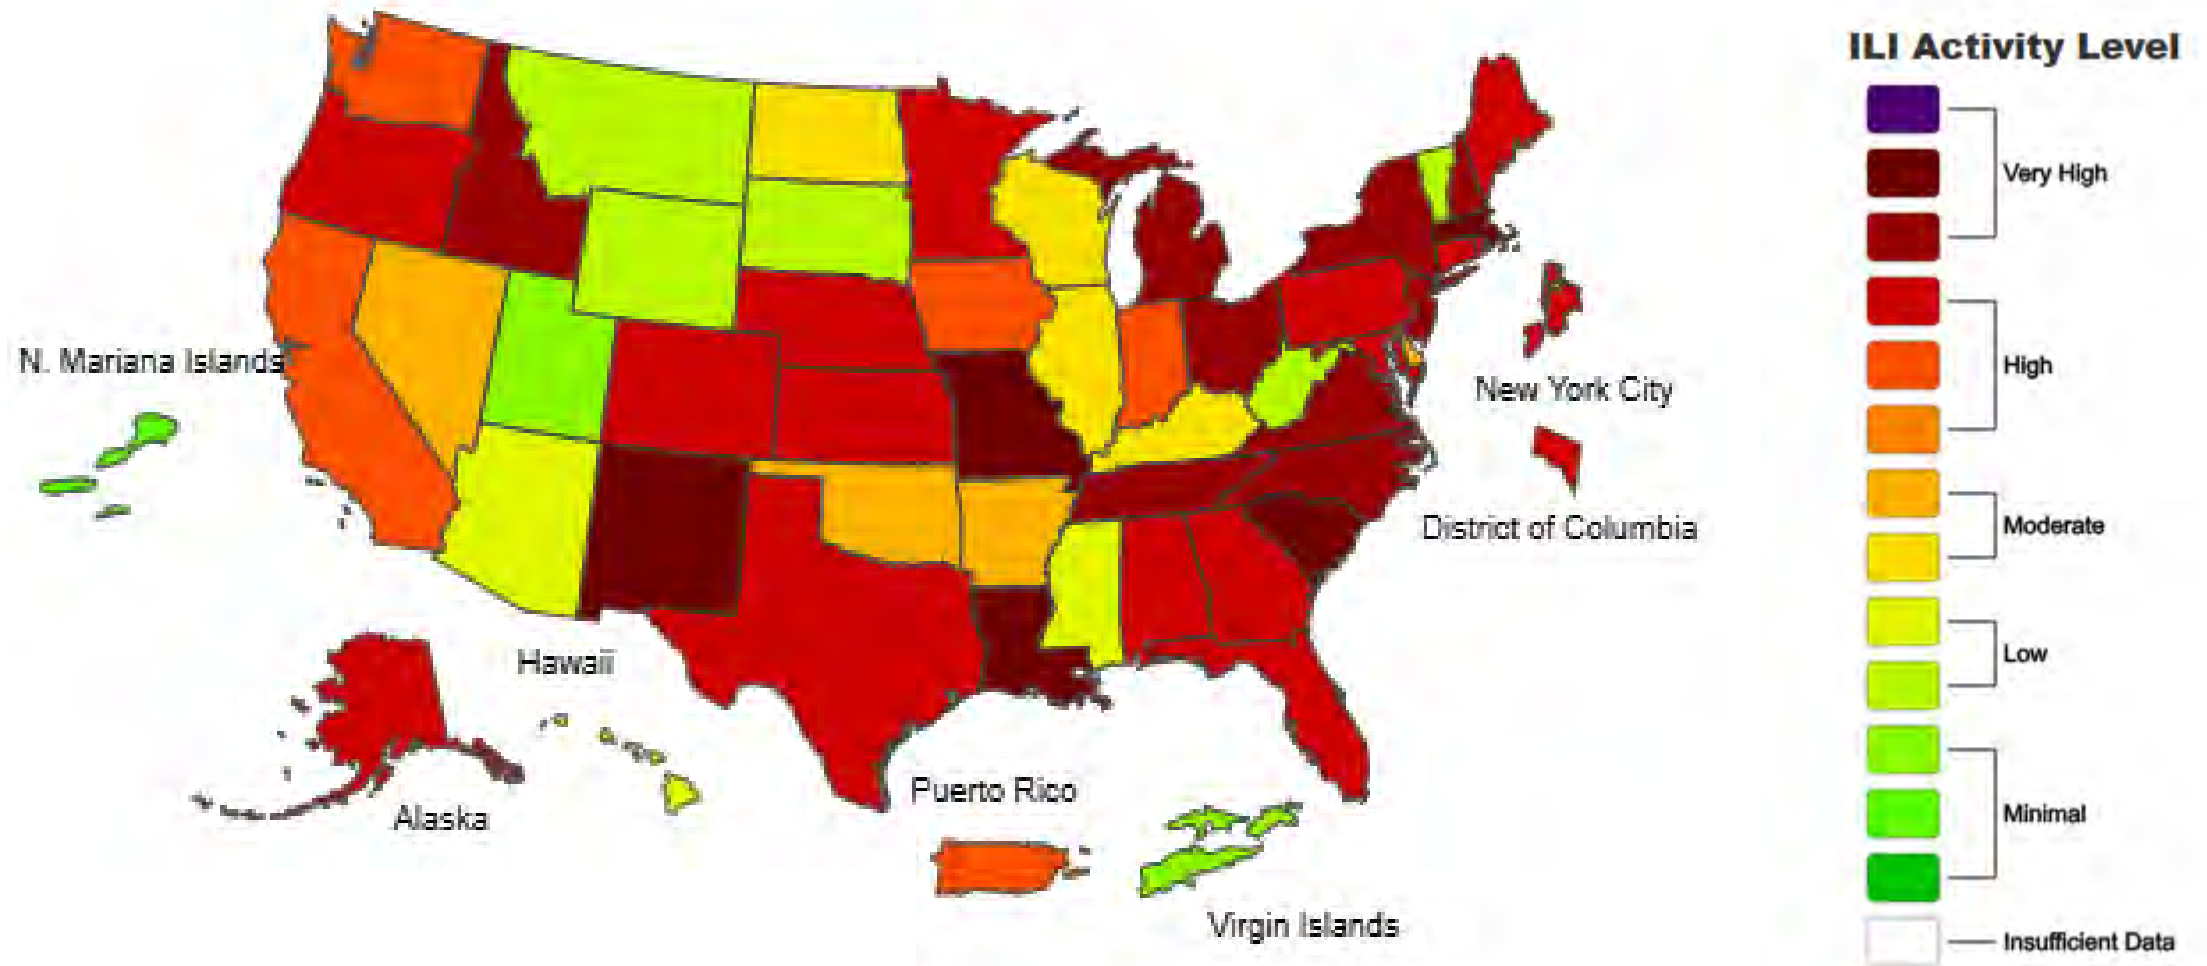 ILI Activity Level
Very High
High
Moderate
Low
Minimal
Insufficient Data
N. Mariana Islands
New York City
District of Columbia
Hawaii
Alaska
Puerto Rico
Virgin Islands